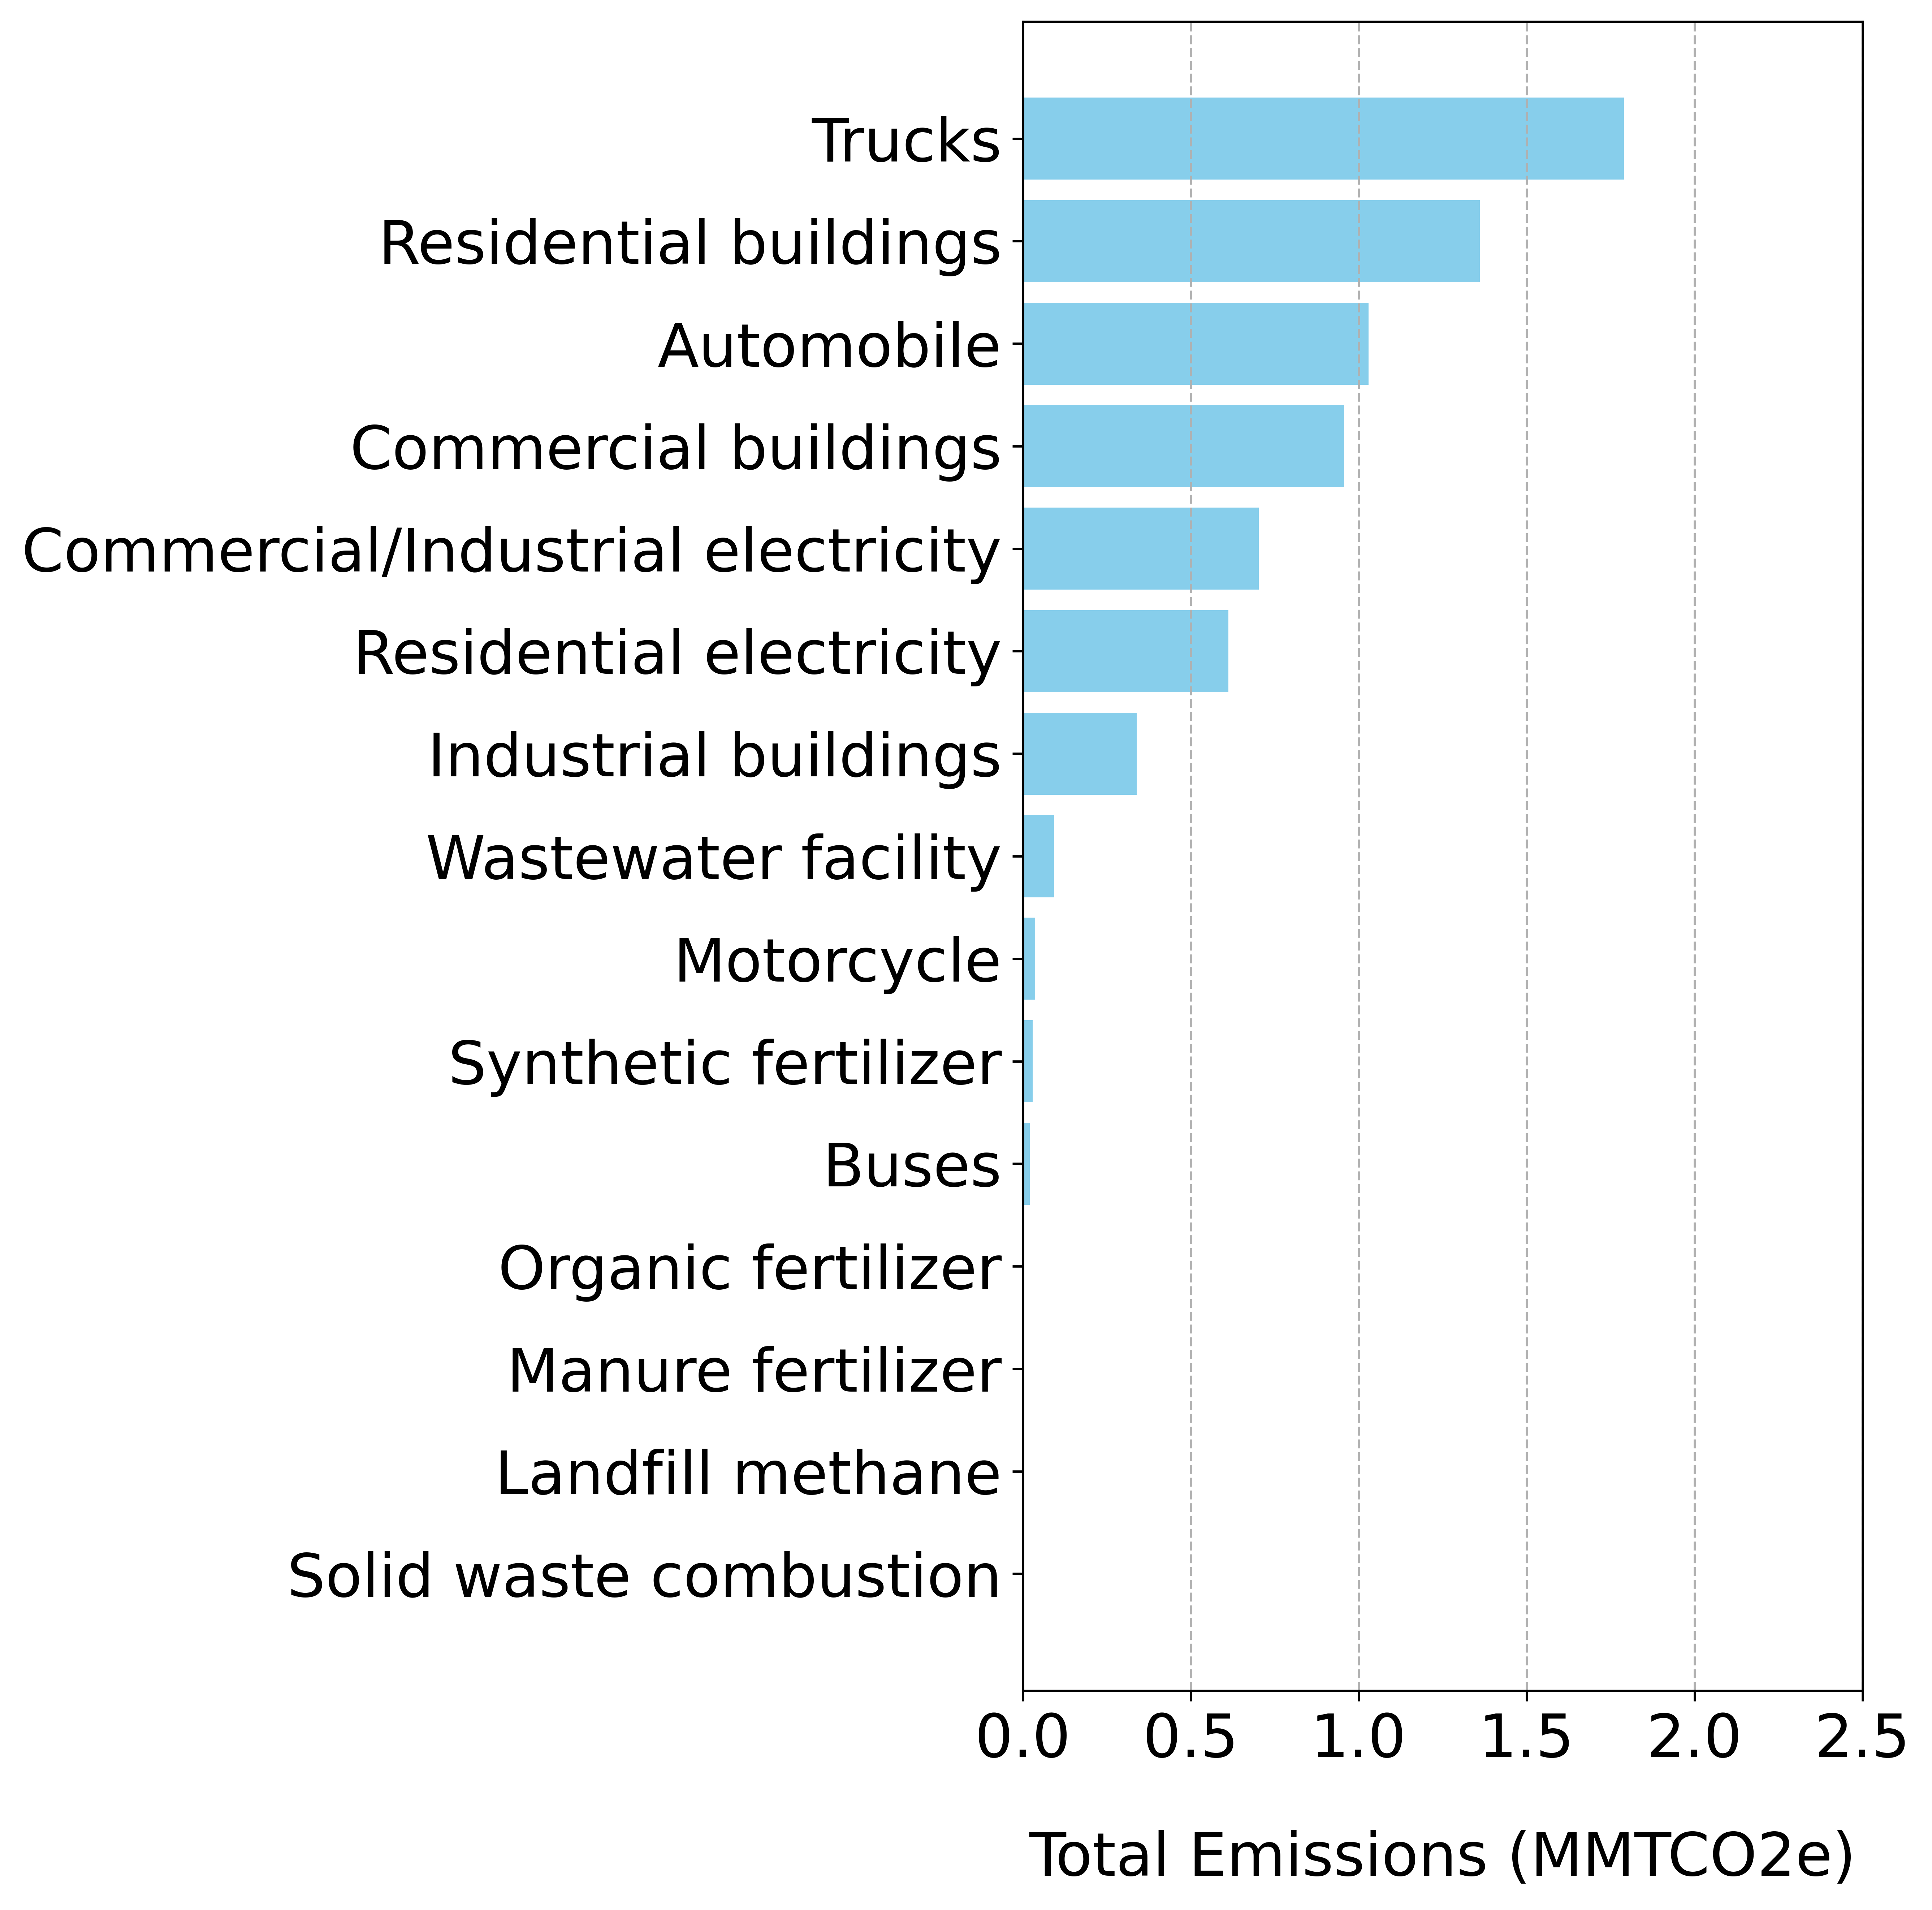 Trucks
Residential buildings
Automobile
Commercial buildings
Commercial/Industrial electricity
Residential electricity
Industrial buildings
Wastewater facility
Motorcycle
Synthetic fertilizer
Buses
Organic fertilizer
Manure fertilizer
Landfill methane
Solid waste combustion
0.0 0.5 1.0 1.5 2.0 2.5
Total Emissions (MMTCO2e)